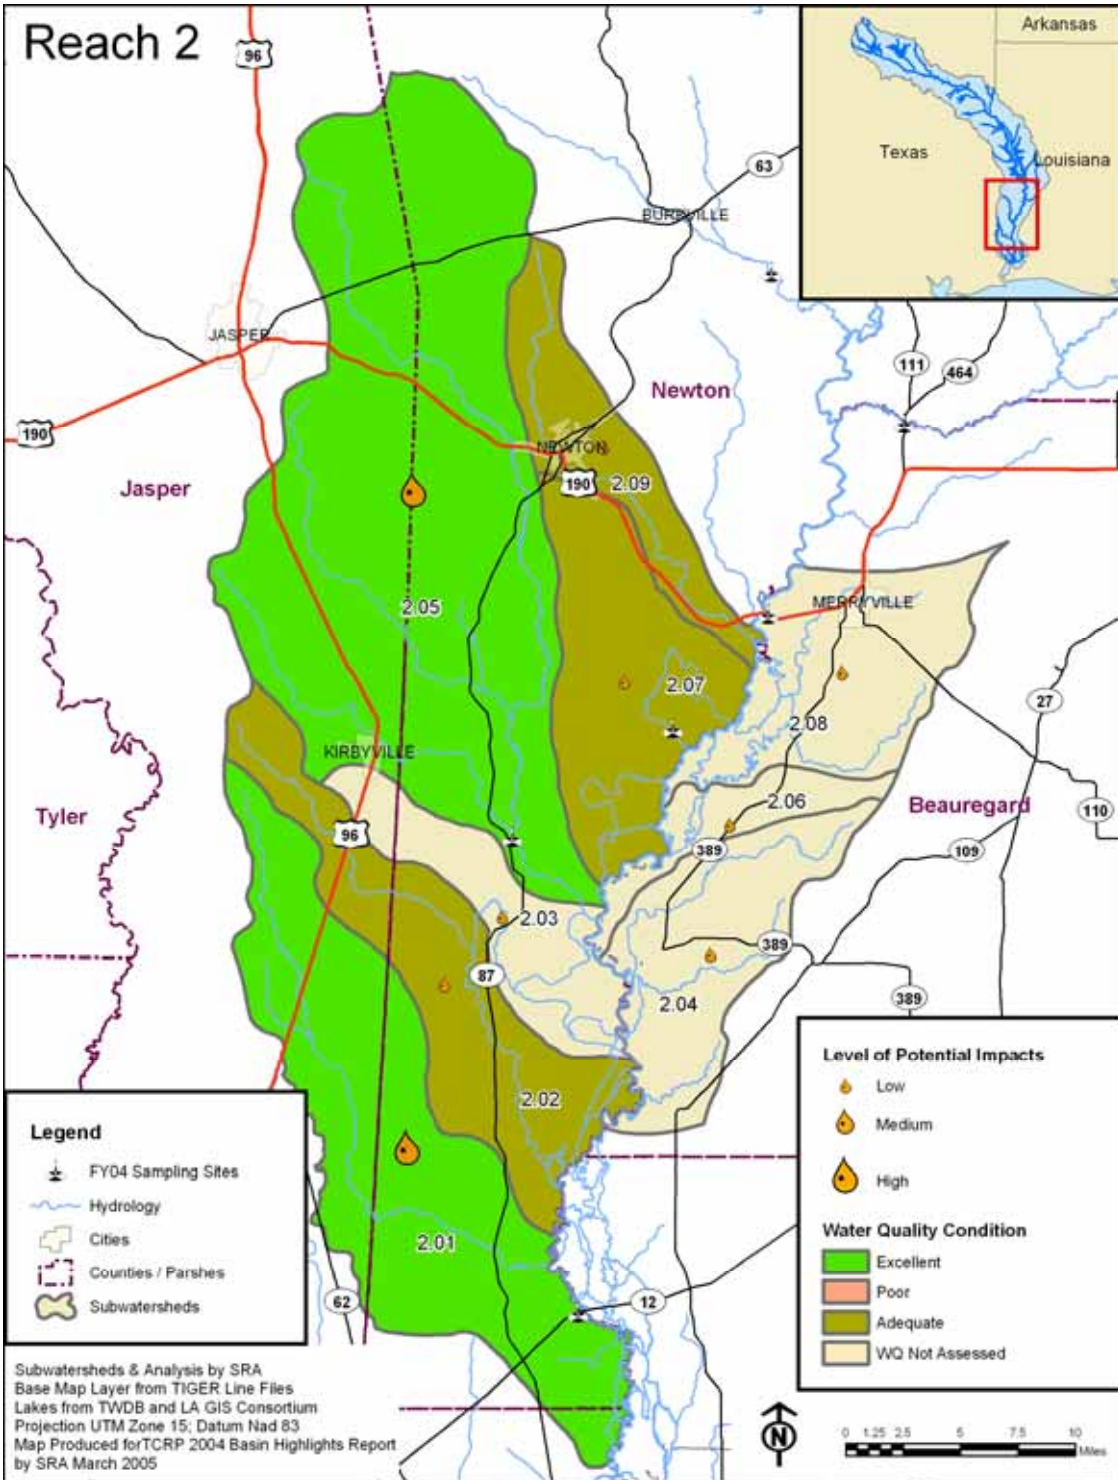 Reach 2
96
Arkansas
Texas
Louisiana
63
BURKVILLE
JASPER
111
464
Newton
190
NEWTON
190
2.09
Jasper
2.05
MERRYVILLE
2.07
27
2.08
KIRBYVILLE
2.06
Beauregard
110
Tyler
96
389
109
2.03
389
87
389
2.04
2.02
2.01
62
12
Legend
FY04 Sampling Sites
Hydrology
Cities
Counties / Parshes
Subwatersheds
Level of Potential Impacts
Low
Medium
High
Water Quality Condition
Excellent
Poor
Adequate
WQ Not Assessed
Subwatersheds & Analysis by SRA
Base Map Layer from TIGER Line Files
Lakes from TWDB and LA GIS Consortium
Projection UTM Zone 15; Datum Nad 83
Map Produced forTCRP 2004 Basin Highlights Report
by SRA March 2005
N
0 1.25 2.5 5 7.5 10
Miles